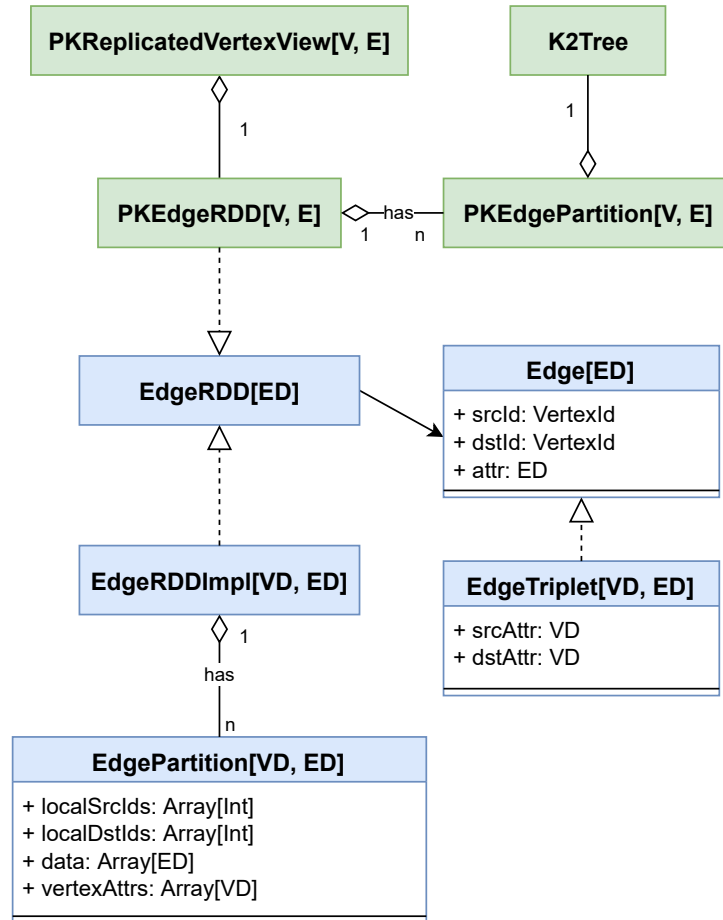 PKReplicatedVertexView[V, E]
K2Tree
1
1
PKEdgeRDD[V, E]
has
1
n
PKEdgePartition[V, E]
EdgeRDD[ED]
Edge[ED]
+ srcId: VertexId
+ dstId: VertexId
+ attr: ED
EdgeRDDImpl[VD, ED]
EdgeTriplet[VD, ED]
+ srcAttr: VD
+ dstAttr: VD
1
has
n
EdgePartition[VD, ED]
+ localSrcIds: Array[Int]
+ localDstIds: Array[Int]
+ data: Array[ED]
+ vertexAttrs: Array[VD]